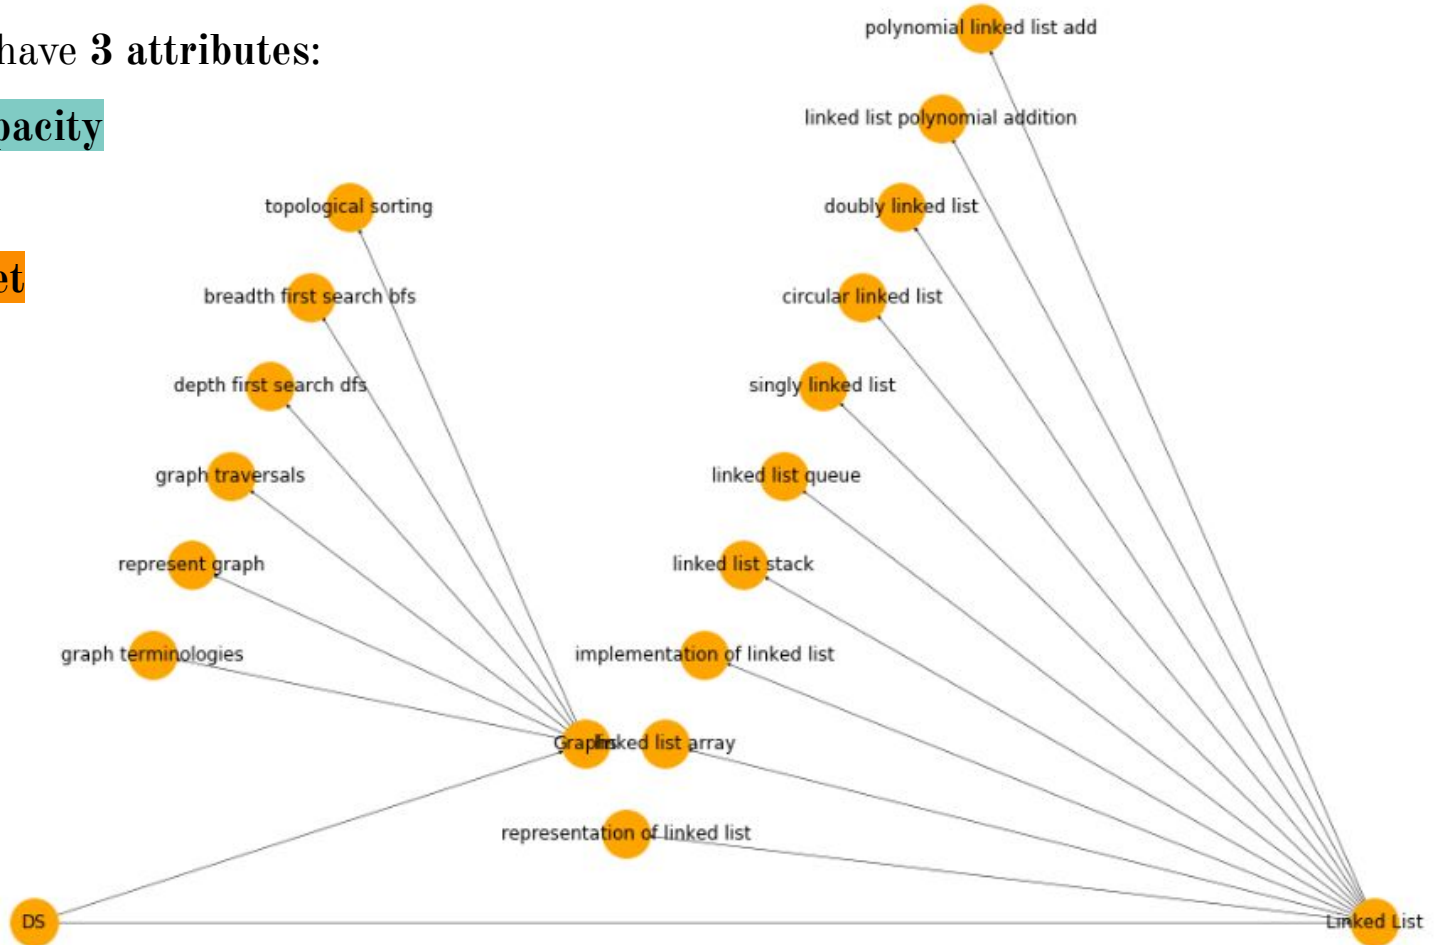 have 3 attributes:
pacity
et
polynomial linked list add
linked list polynomial addition
topological sorting
doubly linked list
breadth first search bfs
circular linked list
depth first search dfs
singly linked list
graph traversals
linked list queue
represent graph
linked list stack
graph terminologies
implementation of linked list
Graphs
linked list array
representation of linked list
DS
Linked List